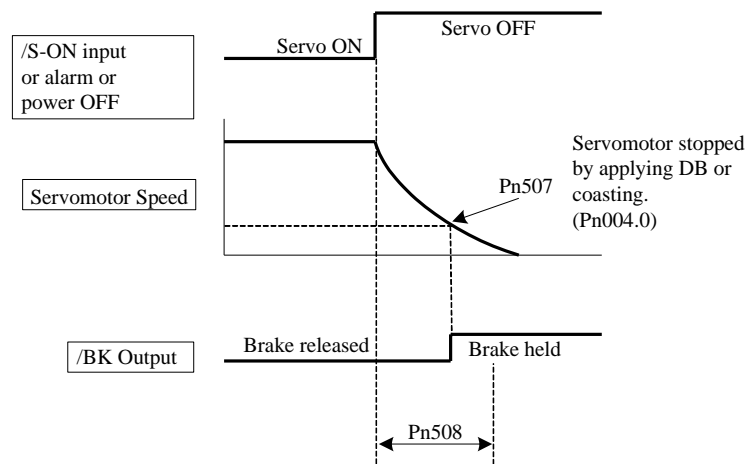 Servo ON
Servo OFF
/S-ON input
or alarm or
power OFF
Servomotor Speed
Pn507
Servomotor stopped
by applying DB or
coasting.
(Pn004.0)
/BK Output
Brake released
Brake held
Pn508